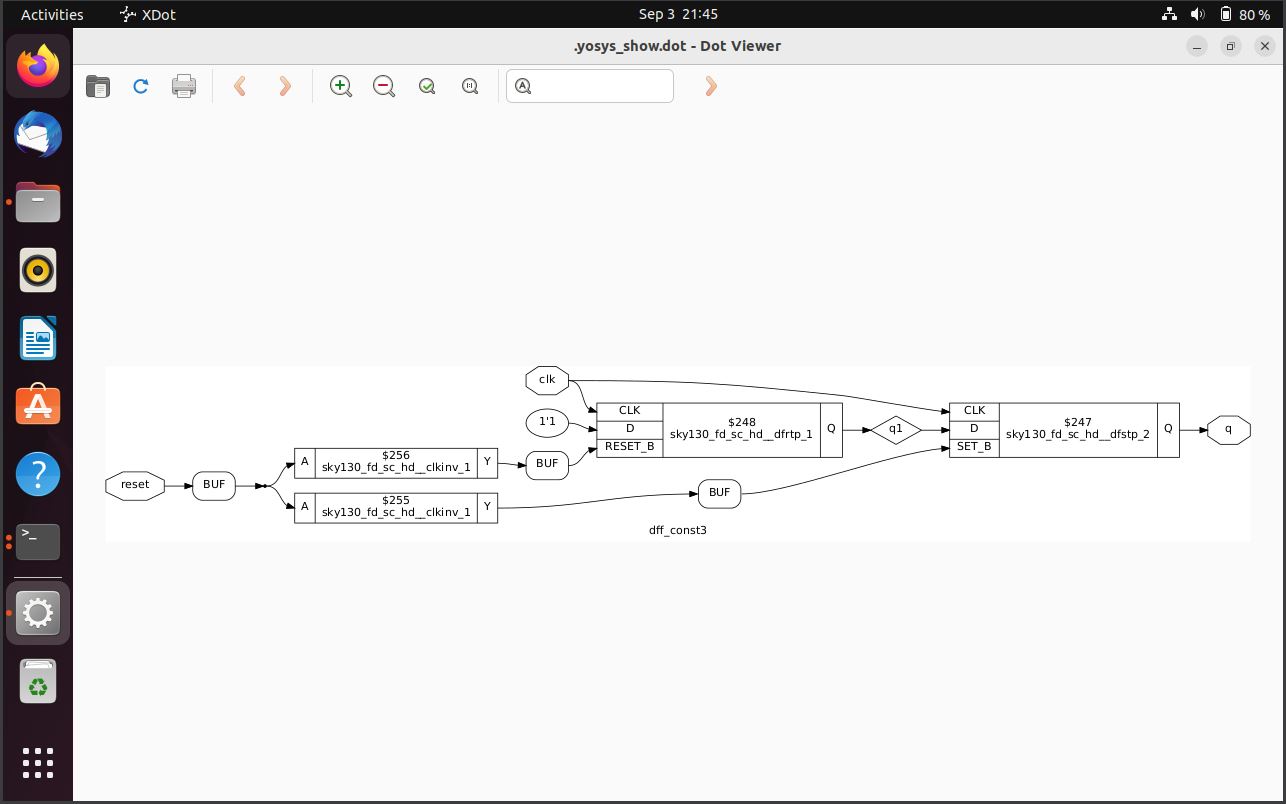 Activities
XDot
Sep 3 21:45
80 %
.yosys_show.dot - Dot Viewer
clk
1'1
CLK
D
RESET_B
$248
sky130_fd_sc_hd__dfrtp_1
Q
q1
CLK
D
SET_B
$247
sky130_fd_sc_hd__dfstp_2
Q
q
reset
BUF
A
$256
sky130_fd_sc_hd__clkinv_1
Y
BUF
A
$255
sky130_fd_sc_hd__clkinv_1
Y
BUF
dff_const3